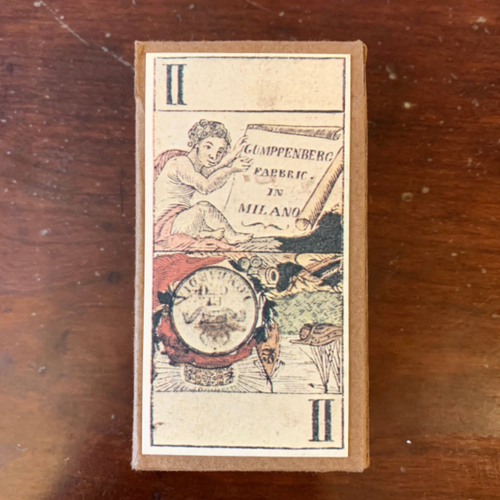 II
GUMPPENBERG
FABBRIC.
IN
MILANO
II